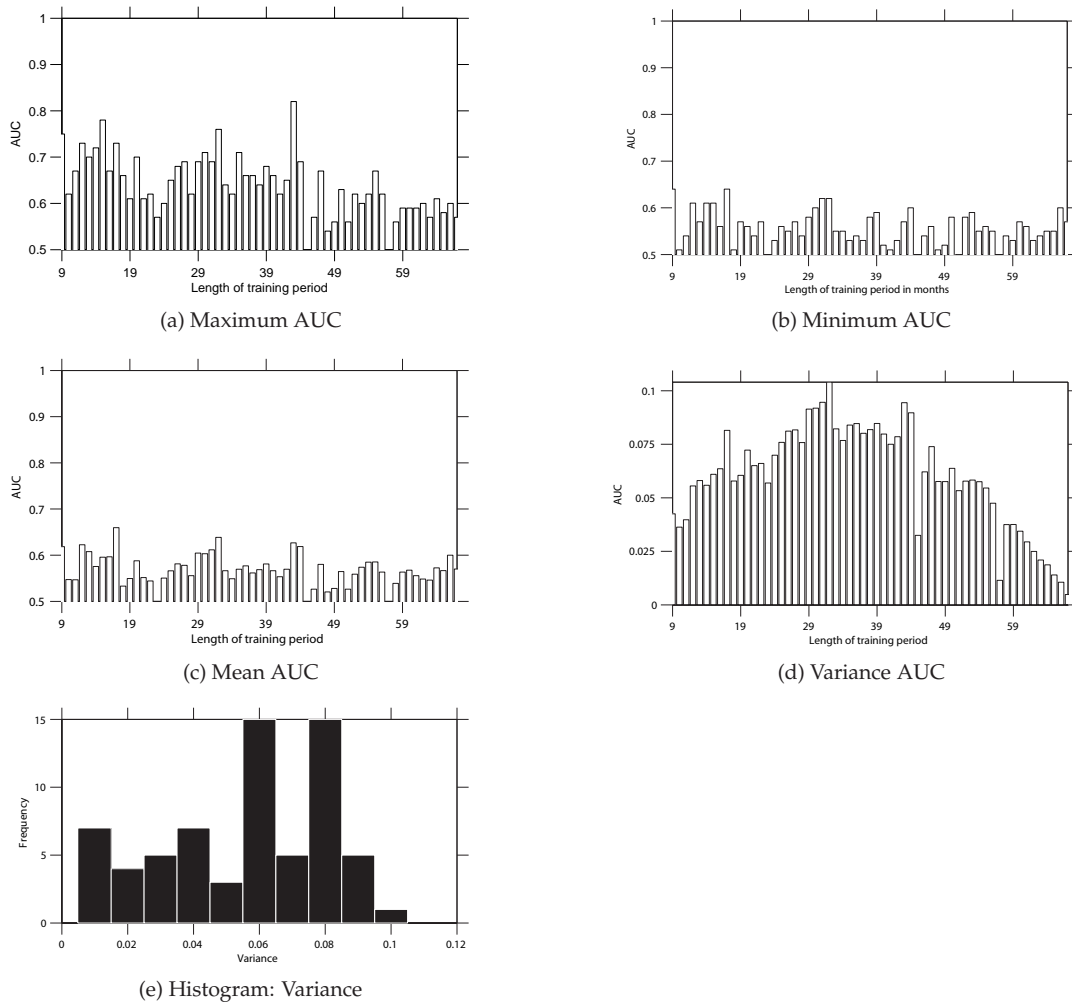 1
0.9
0.8
0.7
0.6
0.5
AUC
9 19 29 39 49 59
Length of training period
(a) Maximum AUC
1
0.9
0.8
0.7
0.6
0.5
AUC
9 19 29 39 49 59
Length of training period in months
(b) Minimum AUC
1
0.9
0.8
0.7
0.6
0.5
AUC
9 19 29 39 49 59
Length of training period
(c) Mean AUC
0.1
0.075
0.05
0.025
0
AUC
9 19 29 39 49 59
Length of training period
(d) Variance AUC
15
10
5
0
Frequency
0 0.02 0.04 0.06 0.08 0.1 0.12
Variance
(e) Histogram: Variance